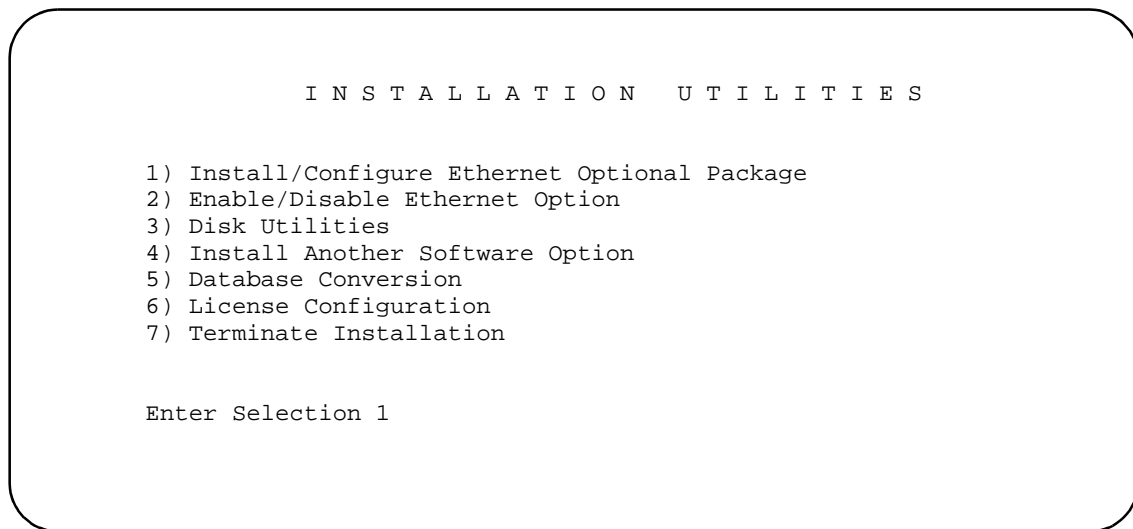 I N S T A L L A T I O N   U T I L I T I E S
1) Install/Configure Ethernet Optional Package
2) Enable/Disable Ethernet Option
3) Disk Utilities
4) Install Another Software Option
5) Database Conversion
6) License Configuration
7) Terminate Installation
Enter Selection 1